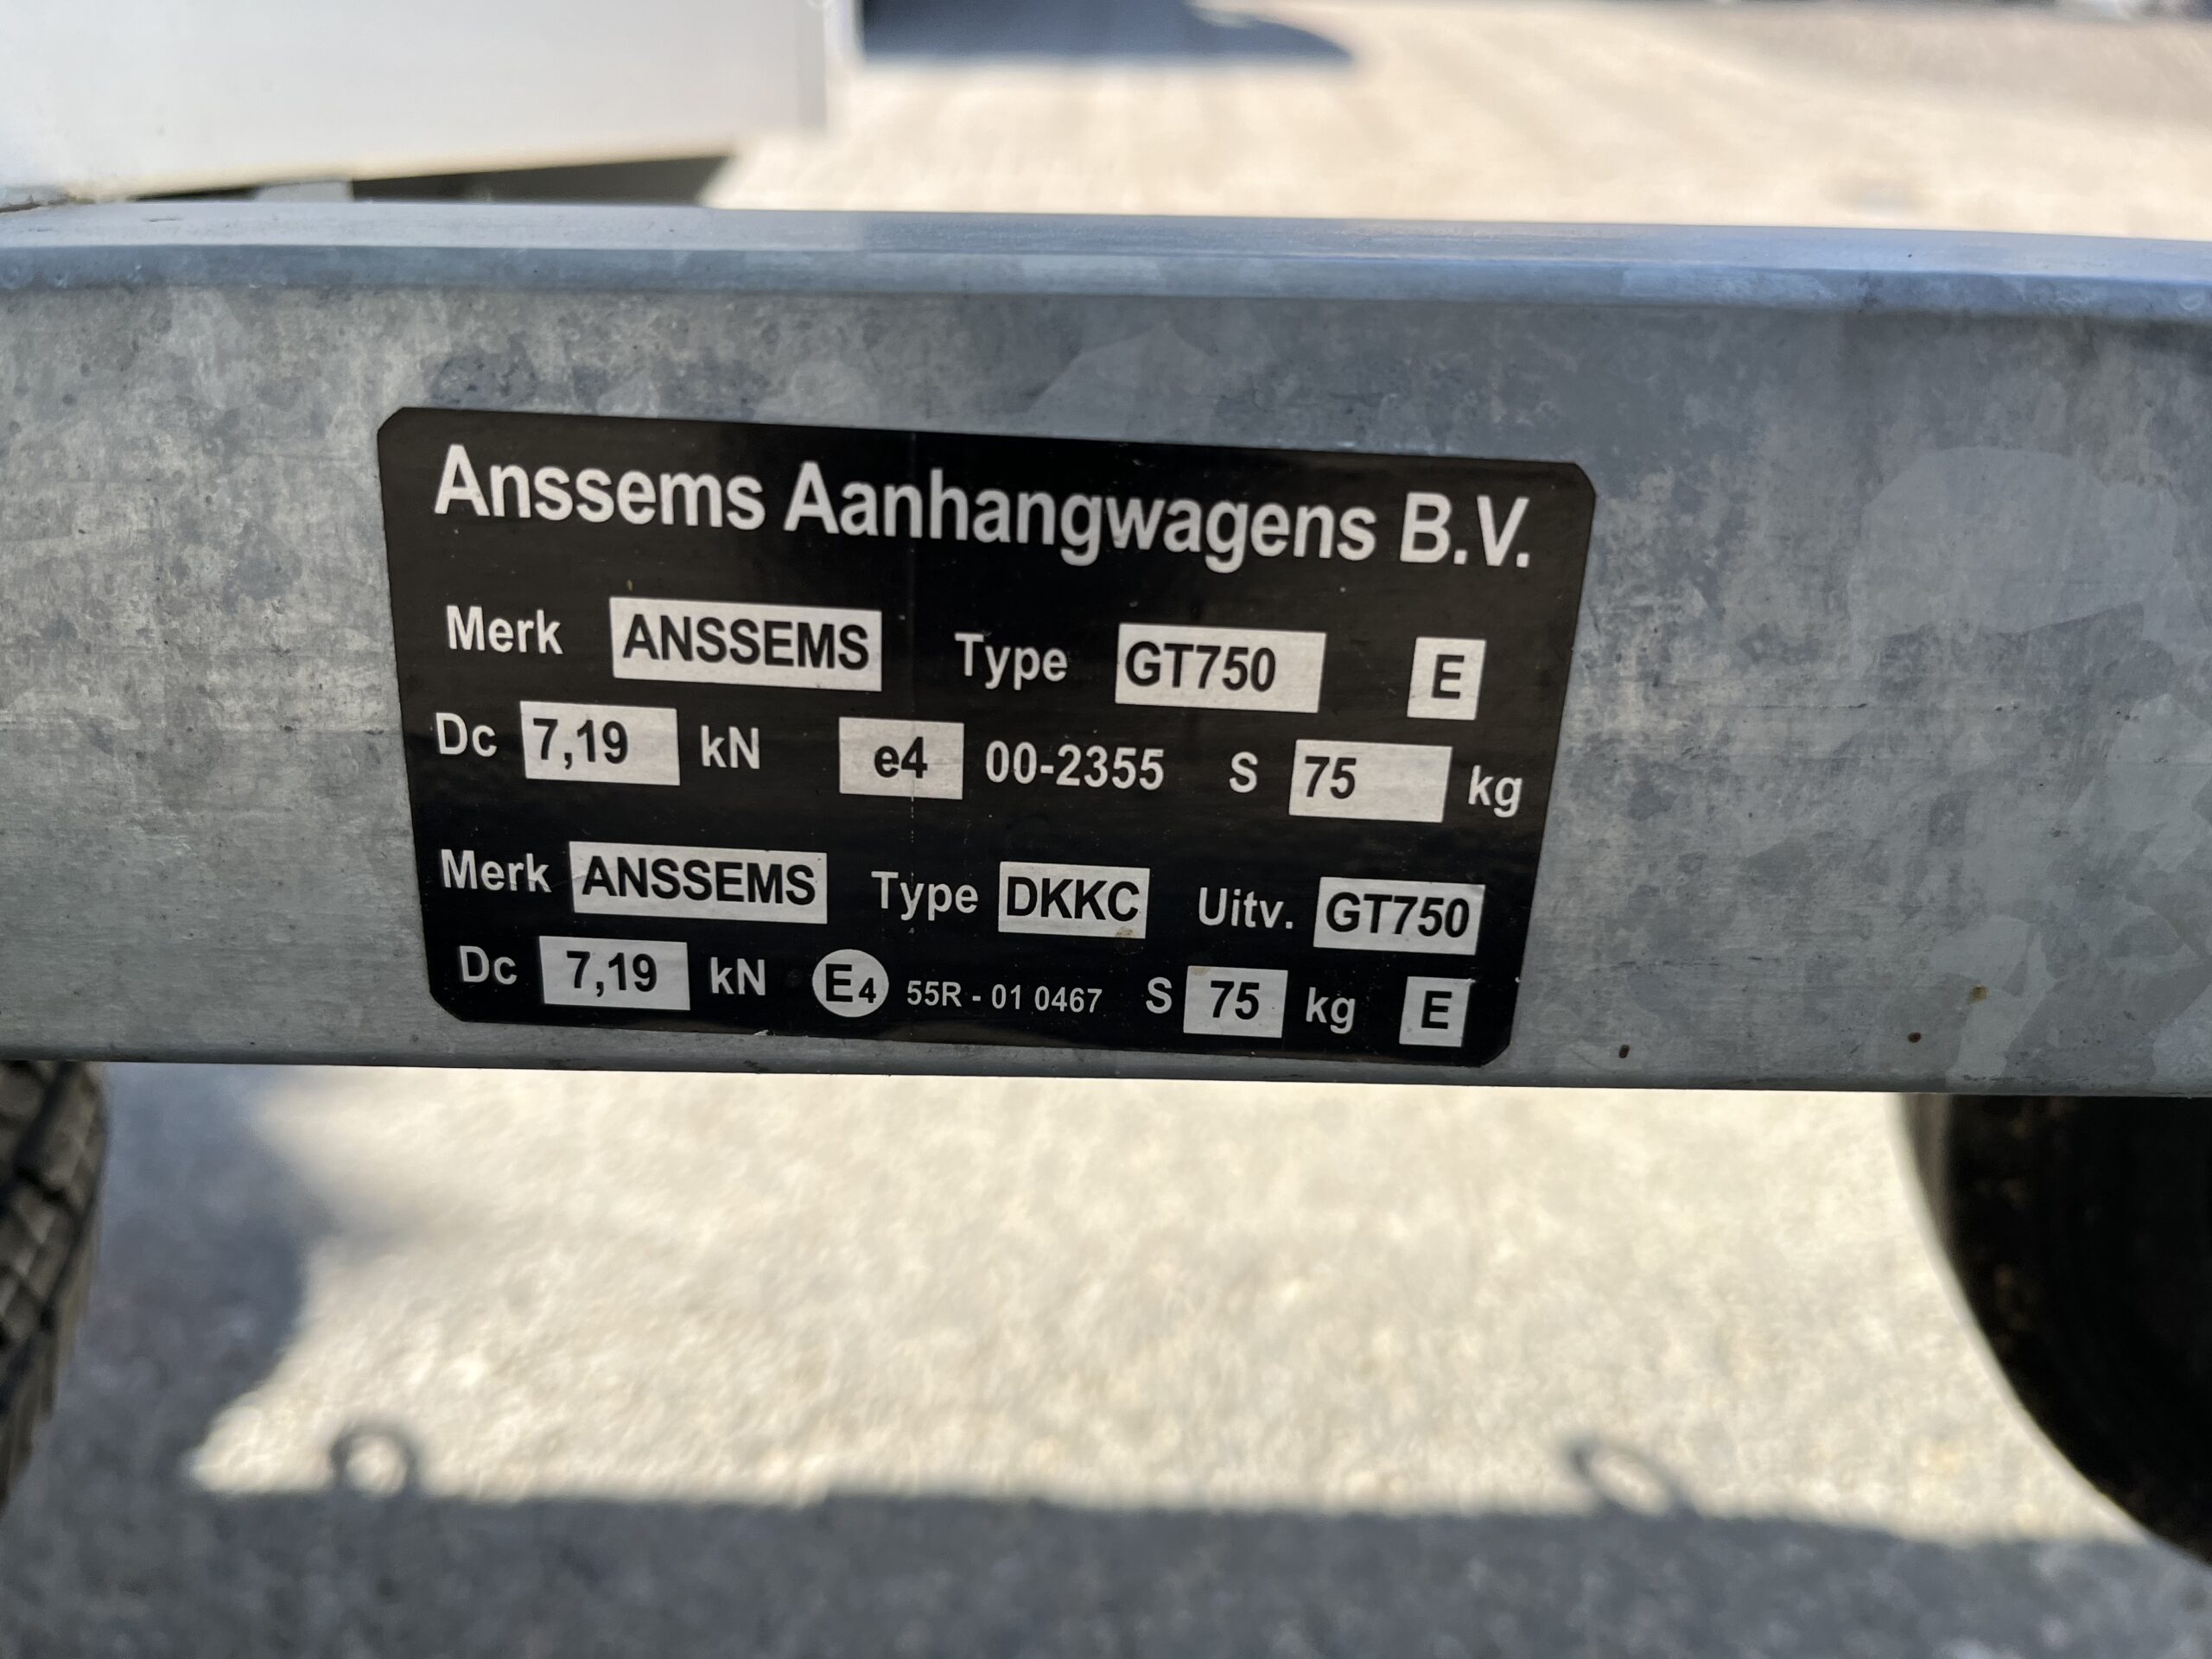 Anssems Aanhangwagens B.V.
Merk ANSSEMS Type GT750 E
Dc 7,19 kN e4 00-2355 S 75 kg
Merk ANSSEMS Type DKKC Uitv. GT750
Dc 7,19 kN E4 55R - 01 0467 S 75 kg E